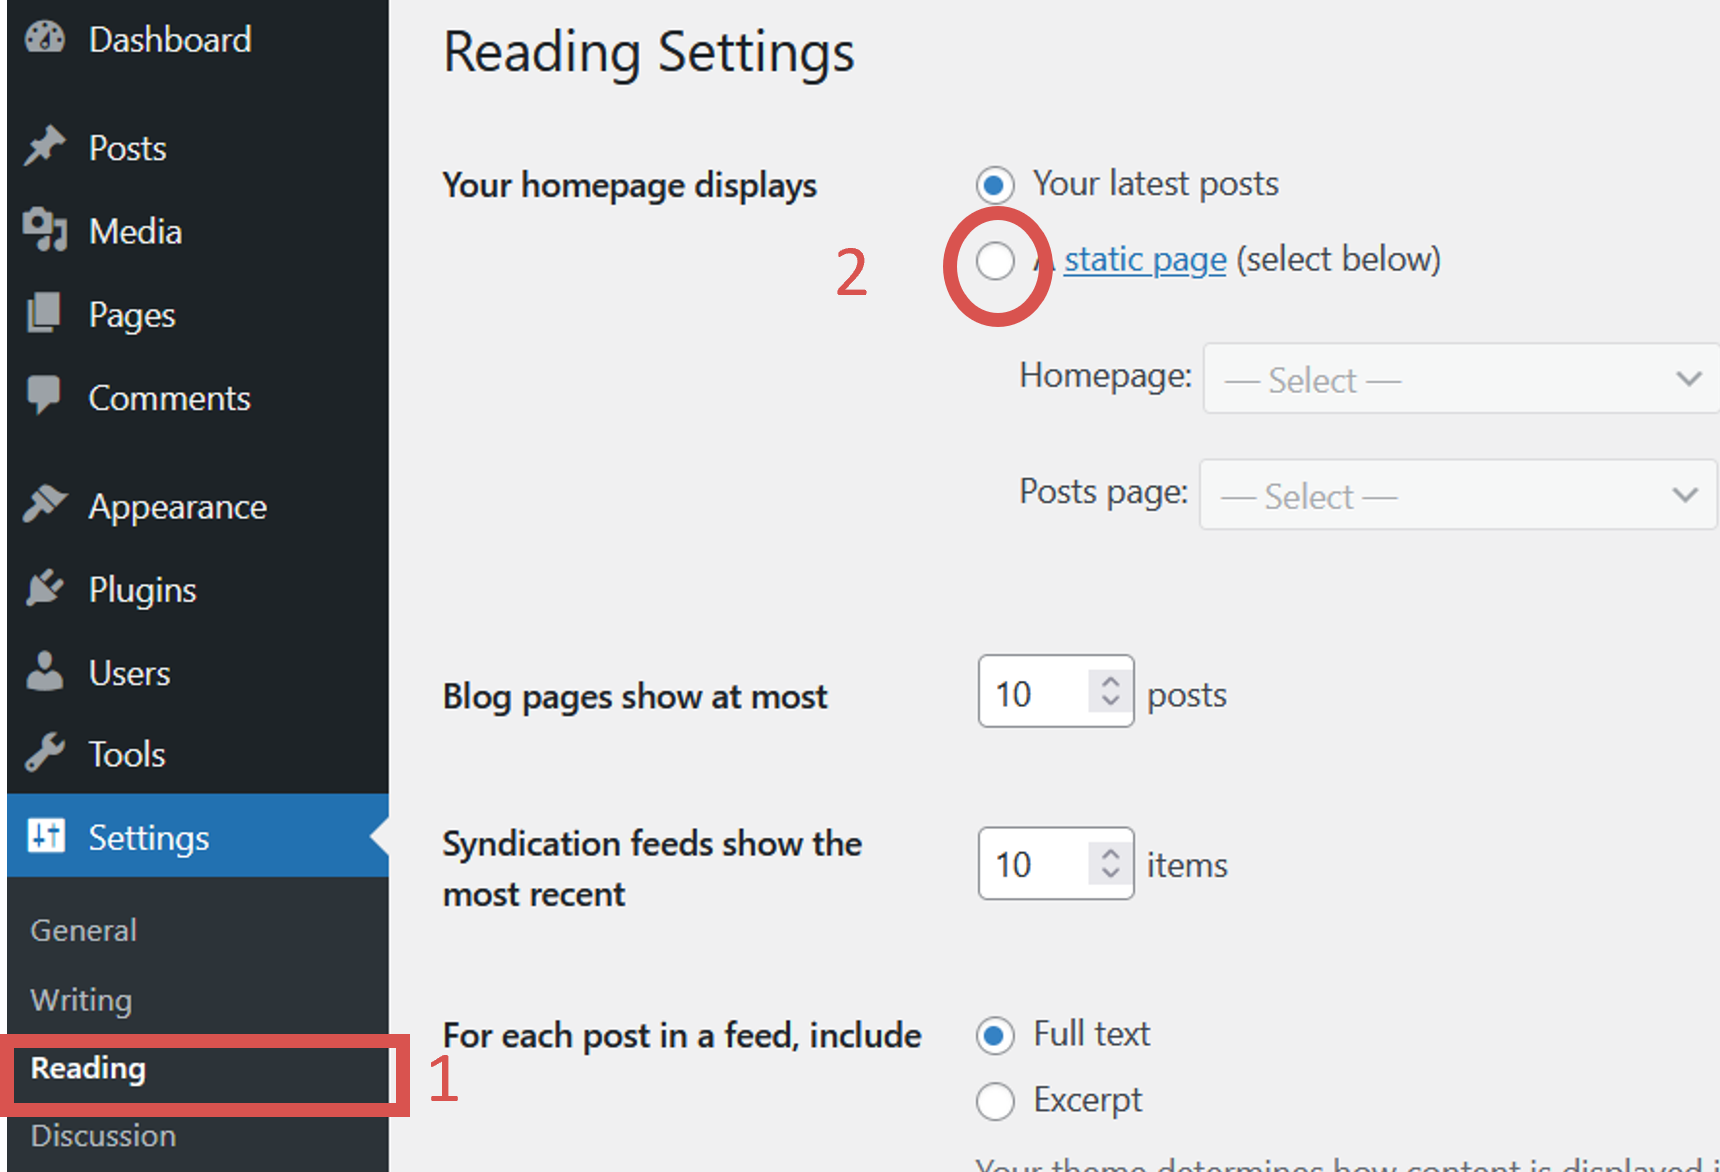 Dashboard
Posts
Media
Pages
Comments
Appearance
Plugins
Users
Tools
Settings
General
Writing
Reading
1
Discussion
Reading Settings
Your homepage displays
Your latest posts
2
A static page (select below)
Homepage: — Select —
Posts page: — Select —
Blog pages show at most 10 posts
Syndication feeds show the
most recent
10 items
For each post in a feed, include
Full text
Excerpt
Your theme determines how content is displayed i